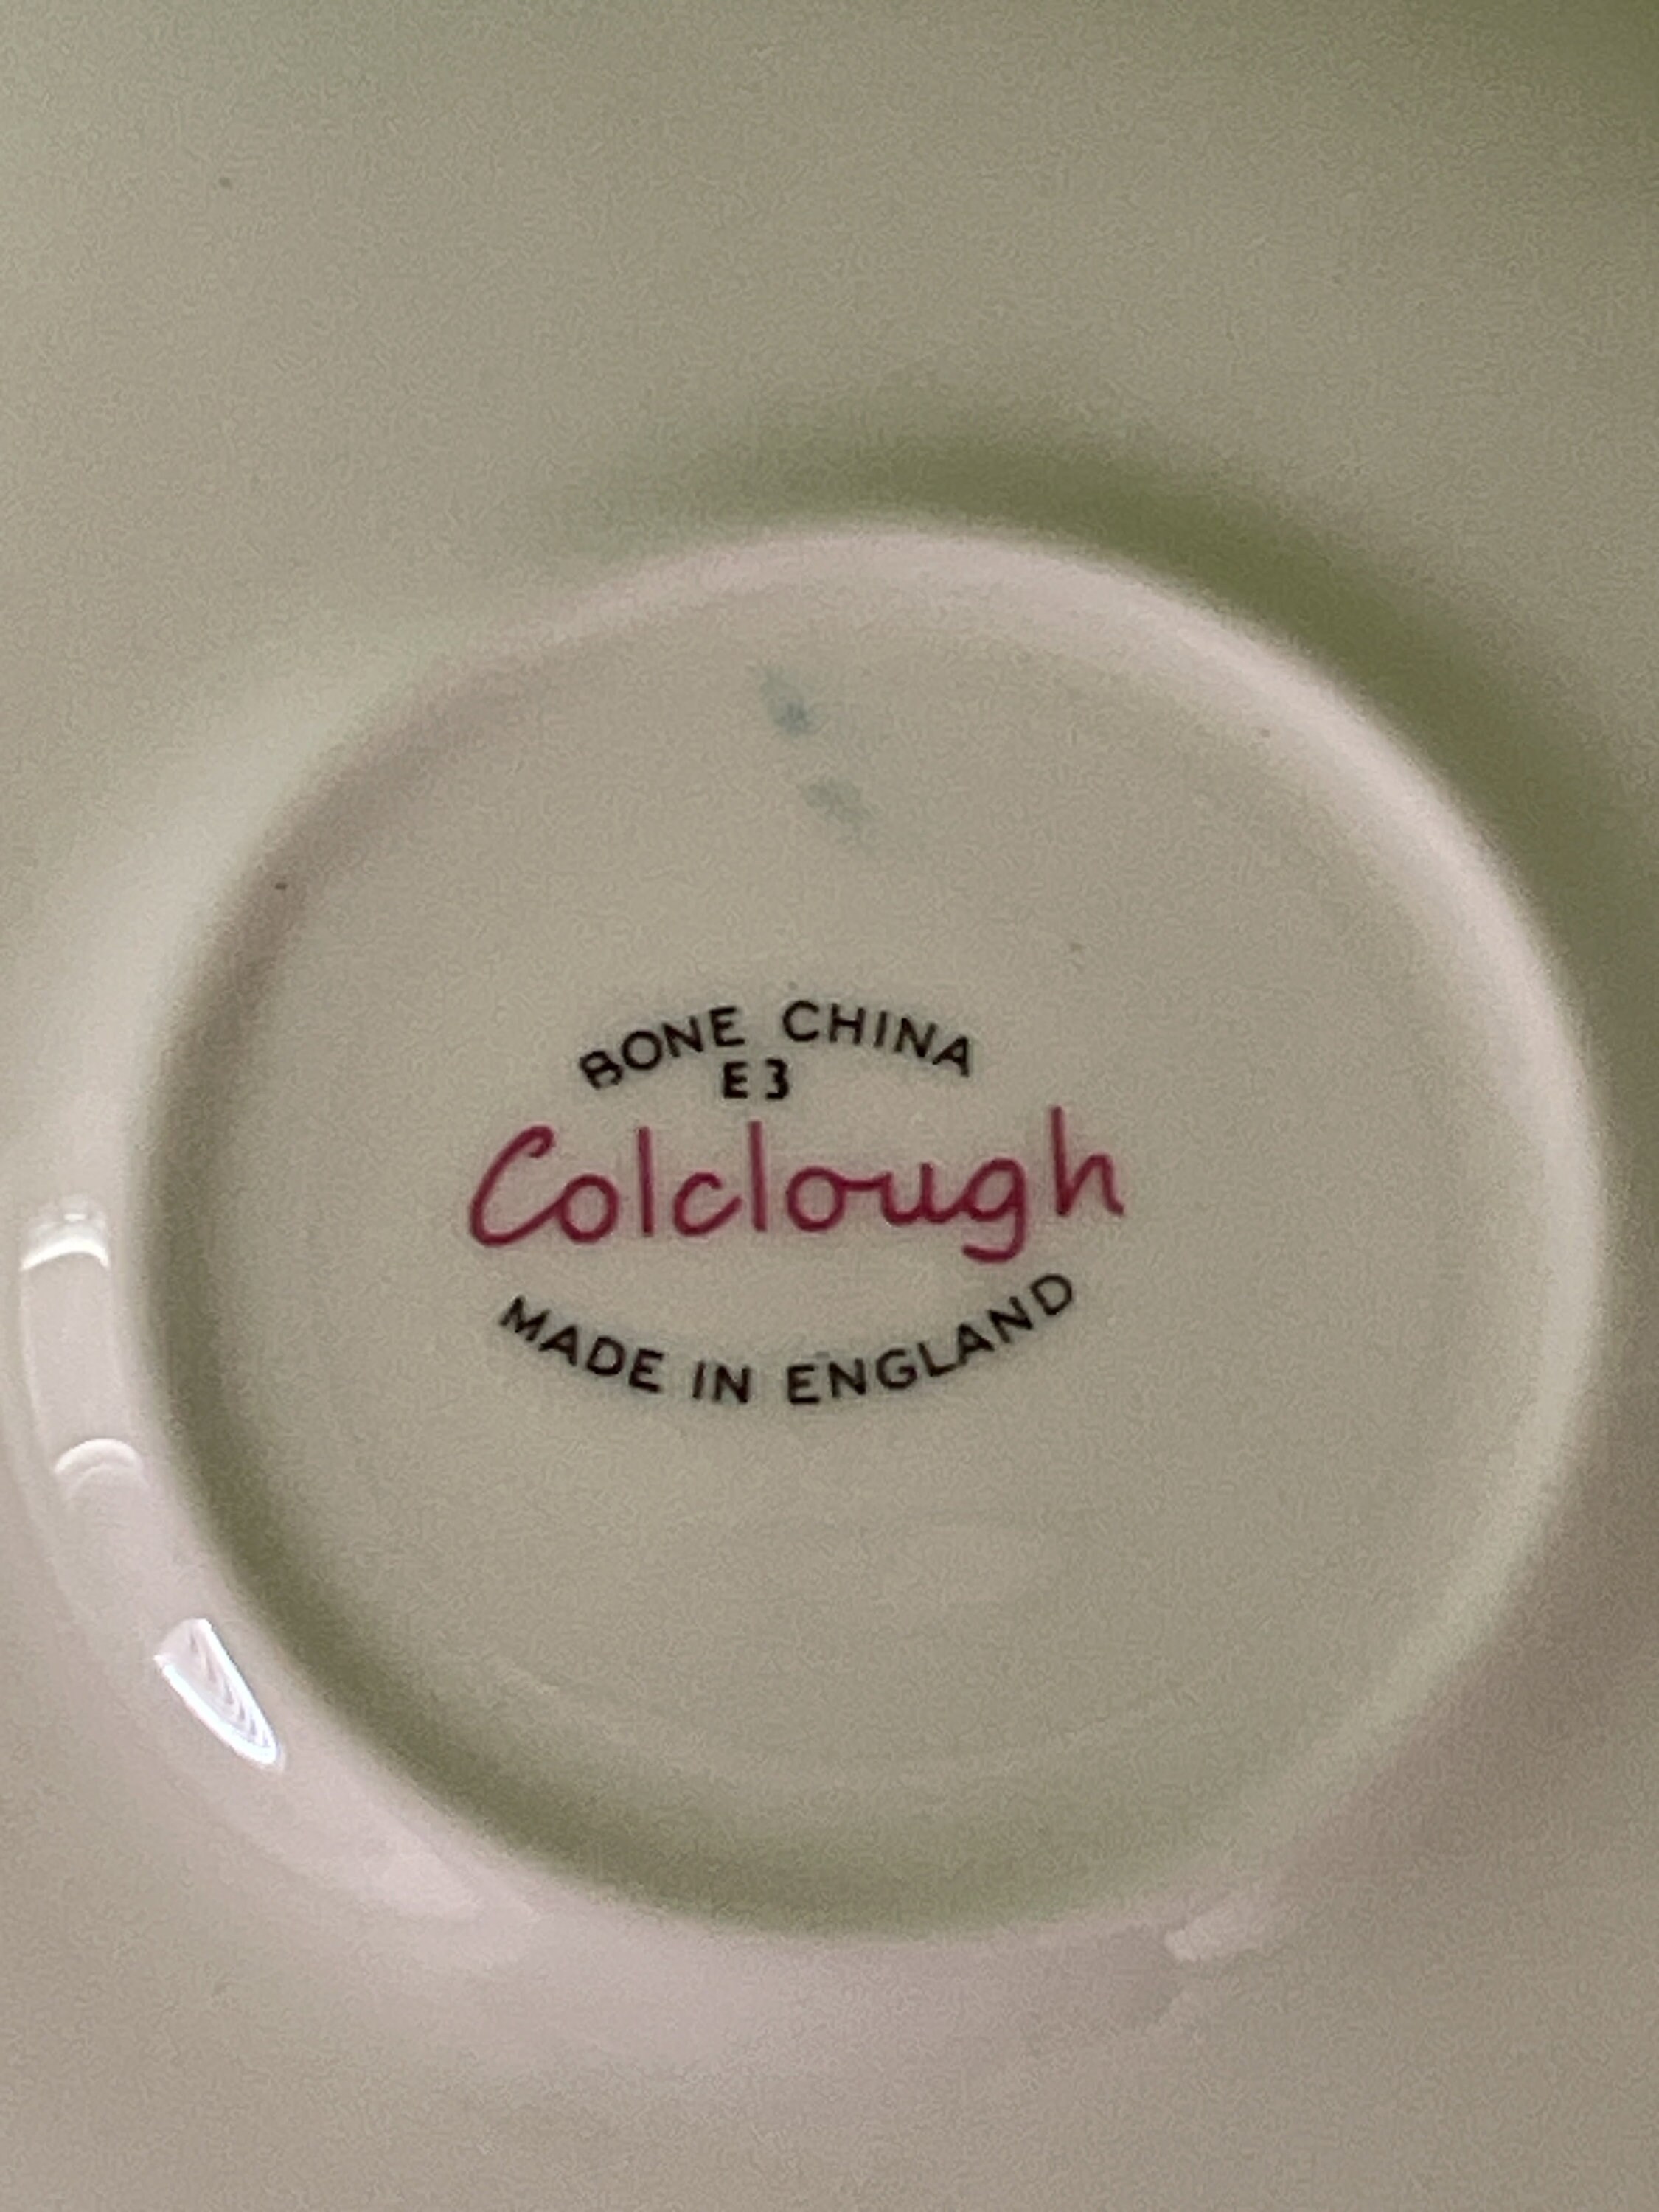 BONE CHINA
E3
Colclough
MADE IN ENGLAND